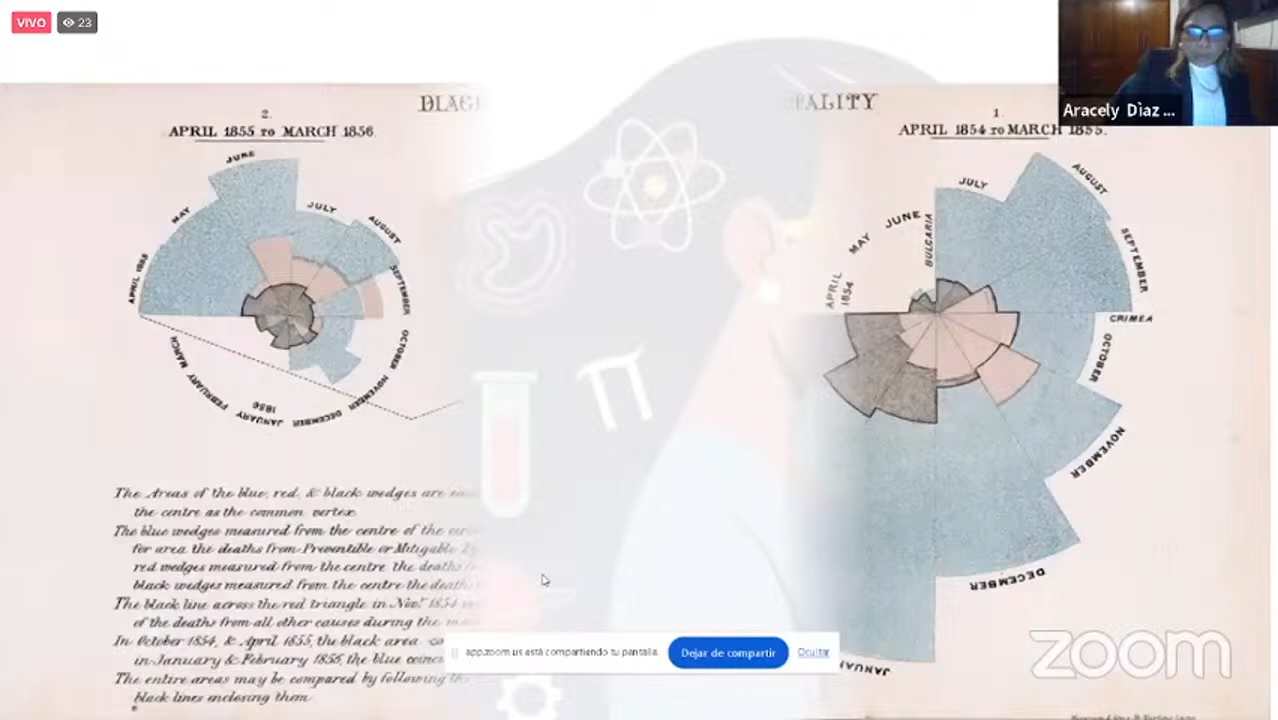 VIVO
23
Aracely Dìaz ...
DIAG
TALITY
2.
APRIL 1855 TO MARCH 1856.
JUNE
MAY
JULY
AUGUST
APRIL 1855
SEPTEMBER
OCTOBER
NOVEMBER
DECEMBER
JANUARY
1856
FEBRUARY
MARCH
1.
APRIL 1854 TO MARCH 1855.
JULY
AUGUST
JUNE
BULGARIA
MAY
SEPTEMBER
APRIL
1854
CRIMEA
OCTOBER
NOVEMBER
DECEMBER
JANUARY
The Areas of the blue, red, & black wedges are
the centre as the common vertex.
The blue wedges measured from the centre of the
for area the deaths from Preventible or Mitigable
red wedges measured from the centre the deaths
black wedges measured from the centre the deaths
The black line across the red triangle in Nov.r 1854
of the deaths from all other causes during the
In October 1854, & April 1855, the black area
in January & February 1856, the blue
The entire areas may be compared by following the
black lines enclosing them.
app.zoom.us está compartiendo tu pantalla.
Dejar de compartir
Ocultar
zoom